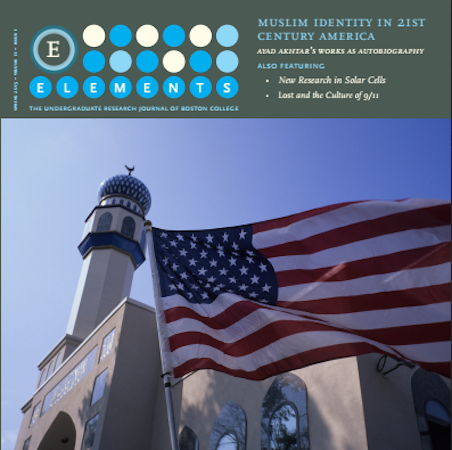 MUSLIM IDENTITY IN 21ST
CENTURY AMERICA
AYAD AKHTAR'S WORKS AS AUTOBIOGRAPHY
ALSO FEATURING
• New Research in Solar Cells
• Lost and the Culture of 9/11
E
ELEMENTS
THE UNDERGRADUATE RESEARCH JOURNAL OF BOSTON COLLEGE